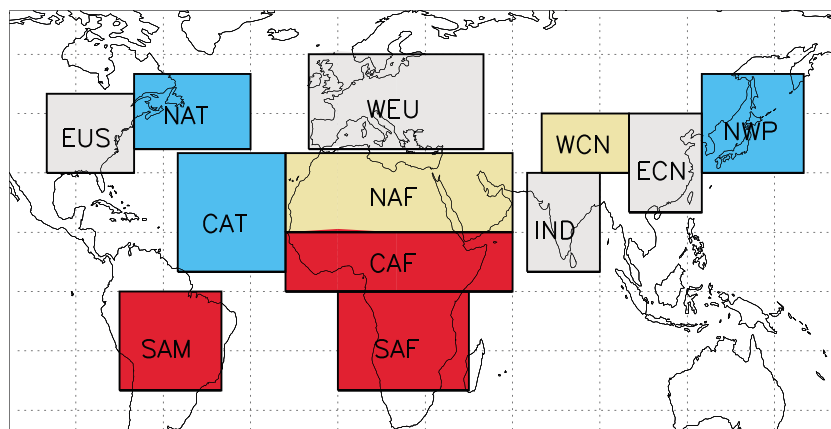 EUS
NAT
WEU
WCN
ECN
NWP
CAT
NAF
IND
CAF
SAM
SAF